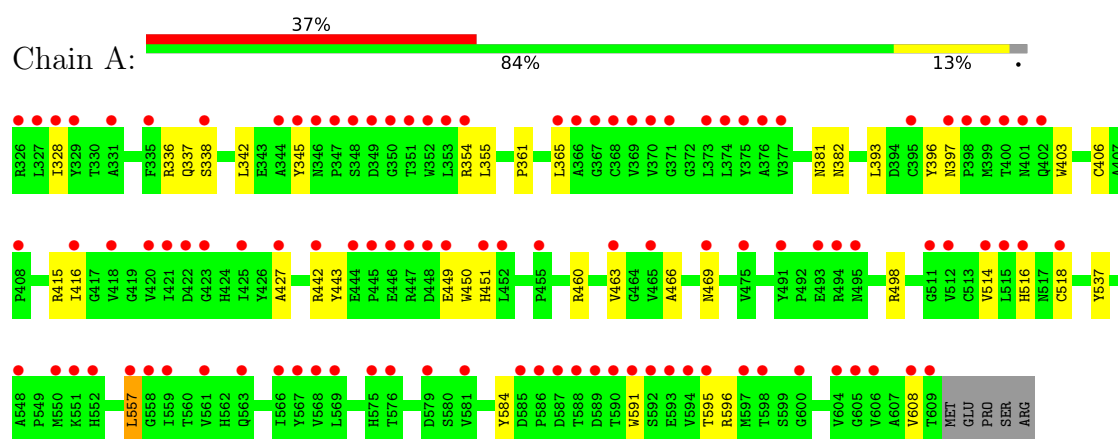 37%
Chain A:
84%
13%
•
R326 L327 I328 Y329 T330 A331 F335 R336 Q337 S338 L342 E343 A344 Y345 N346 P347 S348 D349 G350 T351 W352 L353 R354 L355 P361 L365 A366 G367 C368 V369 V370 G371 G372 L373 L374 Y375 A376 V377 N381 N382 L393 D394 C395 Y396 N397 P398 M399 T400 N401 Q402 W403 C406 A407
P408 R415 I416 G417 V418 G419 V420 I421 D422 G423 H424 I425 Y426 A427 R442 Y443 E444 P445 E446 R447 D448 E449 W450 H451 L452 P455 R460 V463 G464 V465 A466 N469 V475 Y491 P492 E493 R494 N495 R498 G511 V512 C513 V514 L515 H516 N517 C518 Y537
A548 P549 M550 K551 H552 L557 G558 I559 T560 V561 H562 Q563 I566 Y567 V568 L569 H575 T576 D579 S580 V581 Y584 D585 P586 D587 T588 D589 T590 W591 S592 E593 V594 T595 R596 M597 T598 S599 G600 V604 G605 V606 A607 V608 T609 MET GLU PRO SER ARG